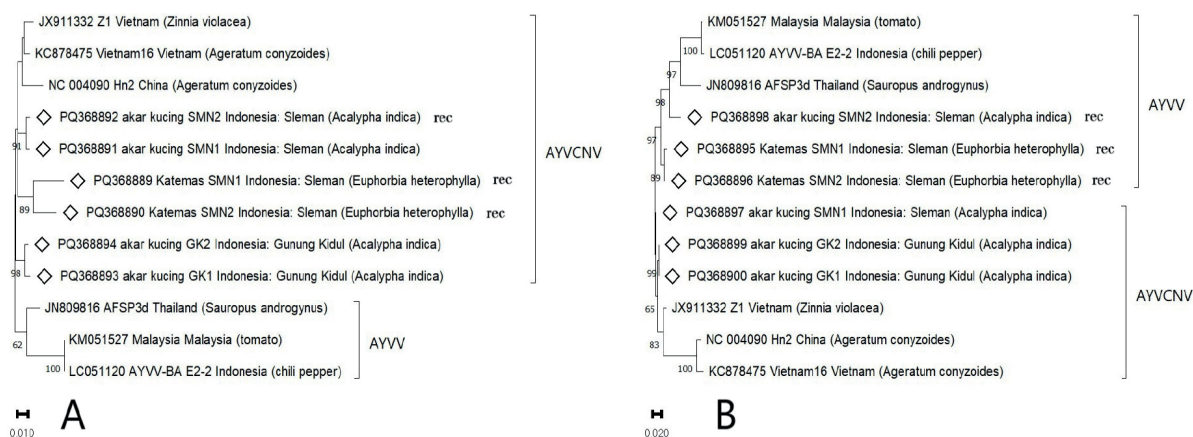 JX911332 Z1 Vietnam (Zinnia violacea)
KC878475 Vietnam16 Vietnam (Ageratum conyzoides)
NC 004090 Hn2 China (Ageratum conyzoides)
PQ368892 akar kucing SMN2 Indonesia: Sleman (Acalypha indica) rec
91
PQ368891 akar kucing SMN1 Indonesia: Sleman (Acalypha indica)
AYVCNV
PQ368889 Katemas SMN1 Indonesia: Sleman (Euphorbia heterophylla) rec
89
PQ368890 Katemas SMN2 Indonesia: Sleman (Euphorbia heterophylla) rec
PQ368894 akar kucing GK2 Indonesia: Gunung Kidul (Acalypha indica)
98
PQ368893 akar kucing GK1 Indonesia: Gunung Kidul (Acalypha indica)
JN809816 AFSP3d Thailand (Sauropus androgynus)
62
KM051527 Malaysia Malaysia (tomato)
AYVV
100
LC051120 AYVV-BA E2-2 Indonesia (chili pepper)
0.010
A
KM051527 Malaysia Malaysia (tomato)
100
LC051120 AYVV-BA E2-2 Indonesia (chili pepper)
97
JN809816 AFSP3d Thailand (Sauropus androgynus)
AYVV
98
PQ368898 akar kucing SMN2 Indonesia: Sleman (Acalypha indica) rec
97
PQ368895 Katemas SMN1 Indonesia: Sleman (Euphorbia heterophylla) rec
89
PQ368896 Katemas SMN2 Indonesia: Sleman (Euphorbia heterophylla) rec
PQ368897 akar kucing SMN1 Indonesia: Sleman (Acalypha indica)
PQ368899 akar kucing GK2 Indonesia: Gunung Kidul (Acalypha indica)
99
PQ368900 akar kucing GK1 Indonesia: Gunung Kidul (Acalypha indica)
AYVCNV
65
JX911332 Z1 Vietnam (Zinnia violacea)
83
NC 004090 Hn2 China (Ageratum conyzoides)
100
KC878475 Vietnam16 Vietnam (Ageratum conyzoides)
0.020
B